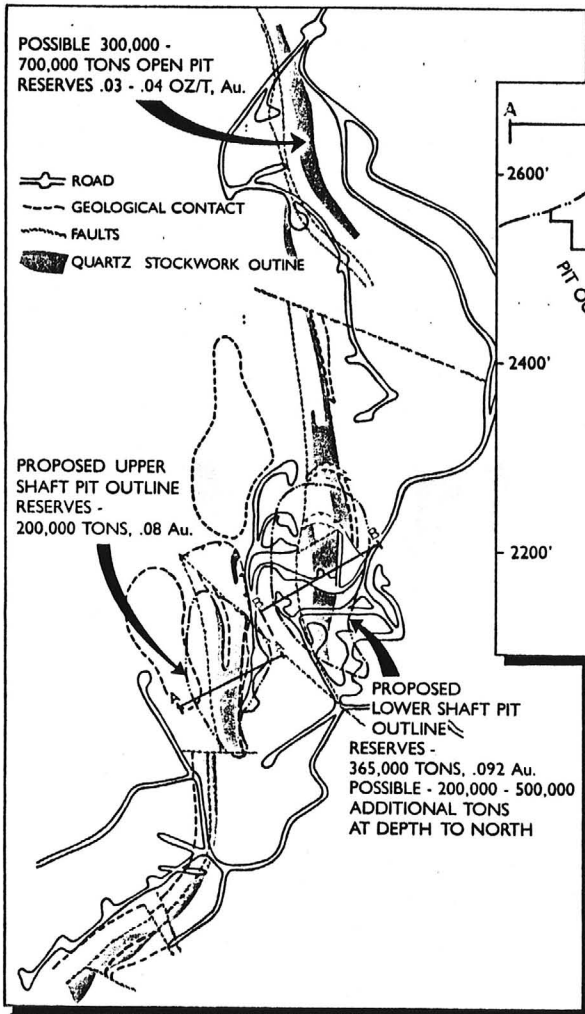 POSSIBLE 300,000 -
700,000 TONS OPEN PIT
RESERVES .03 - .04 OZ/T, Au.
ROAD
GEOLOGICAL CONTACT
FAULTS
QUARTZ STOCKWORK OUTINE
PROPOSED UPPER
SHAFT PIT OUTLINE
RESERVES -
200,000 TONS, .08 Au.
PROPOSED
LOWER SHAFT PIT
OUTLINE
RESERVES -
365,000 TONS, .092 Au.
POSSIBLE - 200,000 - 500,000
ADDITIONAL TONS
AT DEPTH TO NORTH
A
2600'
PIT
2400'
2200'